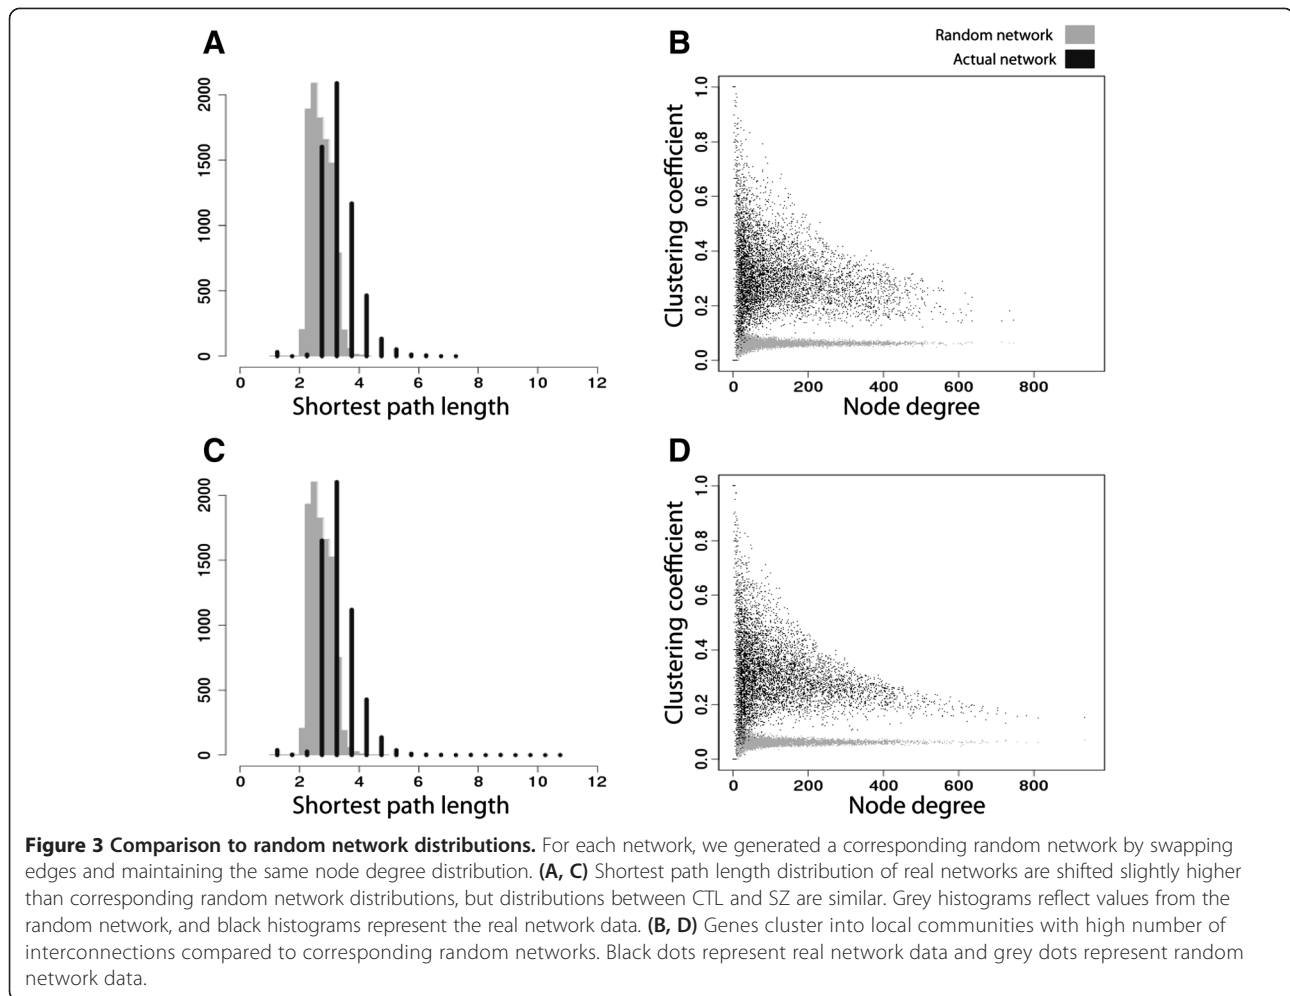 A
2000
1500
1000
500
0
0 2 4 6 8 10 12
Shortest path length
B
Random network
Actual network
Clustering coefficient
1.0
0.8
0.6
0.4
0.2
0.0
0 200 400 600 800
Node degree
C
2000
1500
1000
500
0
0 2 4 6 8 10 12
Shortest path length
D
Clustering coefficient
1.0
0.8
0.6
0.4
0.2
0.0
0 200 400 600 800
Node degree
Figure 3 Comparison to random network distributions. For each network, we generated a corresponding random network by swapping
edges and maintaining the same node degree distribution. (A, C) Shortest path length distribution of real networks are shifted slightly higher
than corresponding random network distributions, but distributions between CTL and SZ are similar. Grey histograms reflect values from the
random network, and black histograms represent the real network data. (B, D) Genes cluster into local communities with high number of
interconnections compared to corresponding random networks. Black dots represent real network data and grey dots represent random
network data.